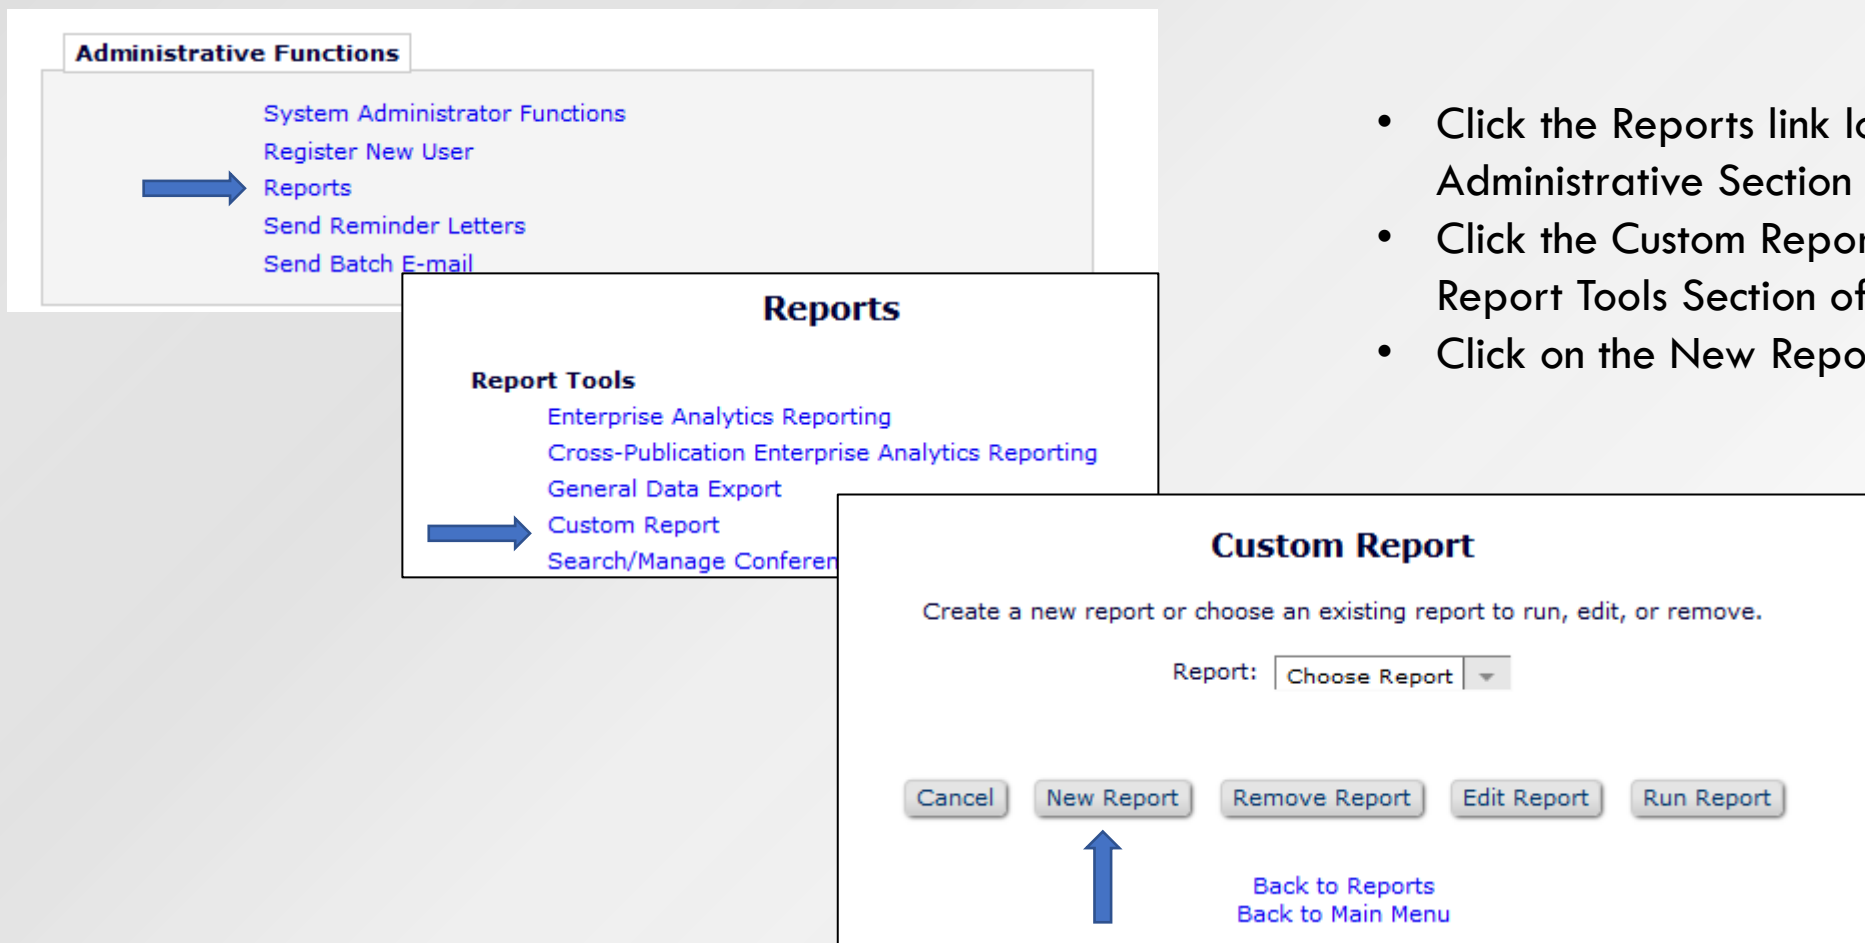 Administrative Functions
System Administrator Functions
Register New User
Reports
Send Reminder Letters
Send Batch E-mail
Reports
Report Tools
Enterprise Analytics Reporting
Cross-Publication Enterprise Analytics Reporting
General Data Export
Custom Report
Search/Manage
Custom Report
Create a new report or choose an existing report to run, edit, or remove.
Report: Choose Report
Cancel New Report Remove Report Edit Report Run Report
Back to Reports
Back to Main Menu
• Click the Reports link
Administrative Section
• Click the Custom
Report Tools Section of
• Click on the New